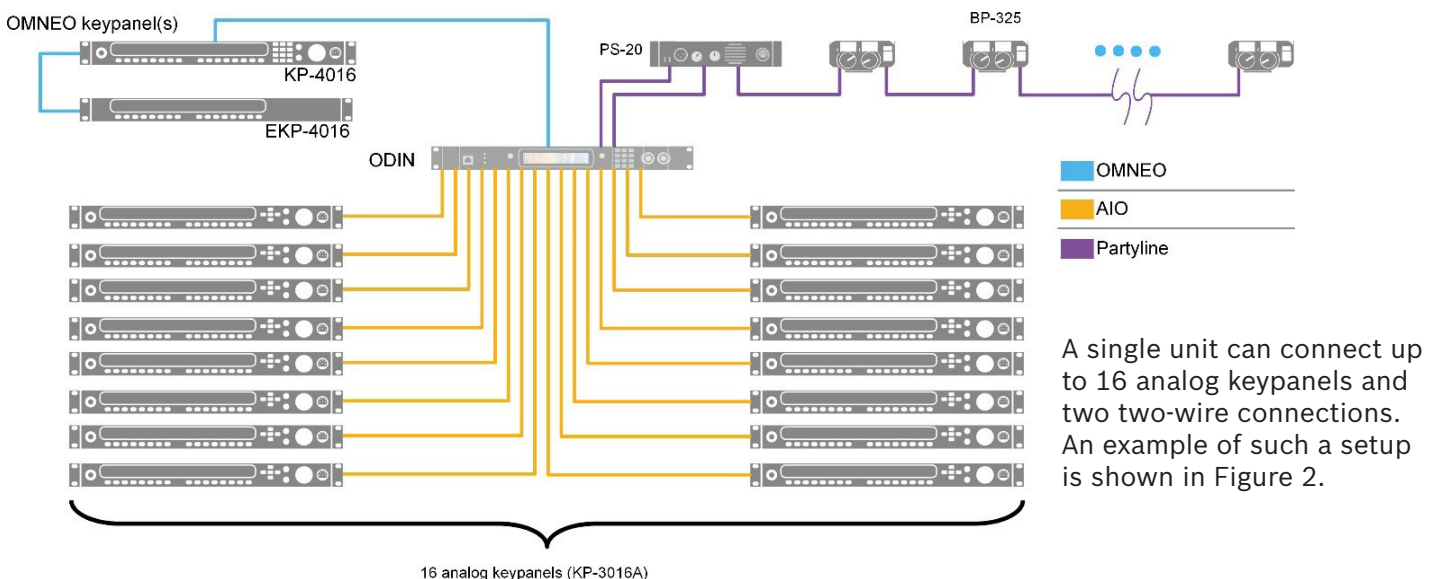 OMNEO keypanel(s)
KP-4016
EKP-4016
PS-20
BP-325
ODIN
OMNEO
AIO
Partyline
A single unit can connect up
to 16 analog keypanels and
two two-wire connections.
An example of such a setup
is shown in Figure 2.
16 analog keypanels (KP-3016A)